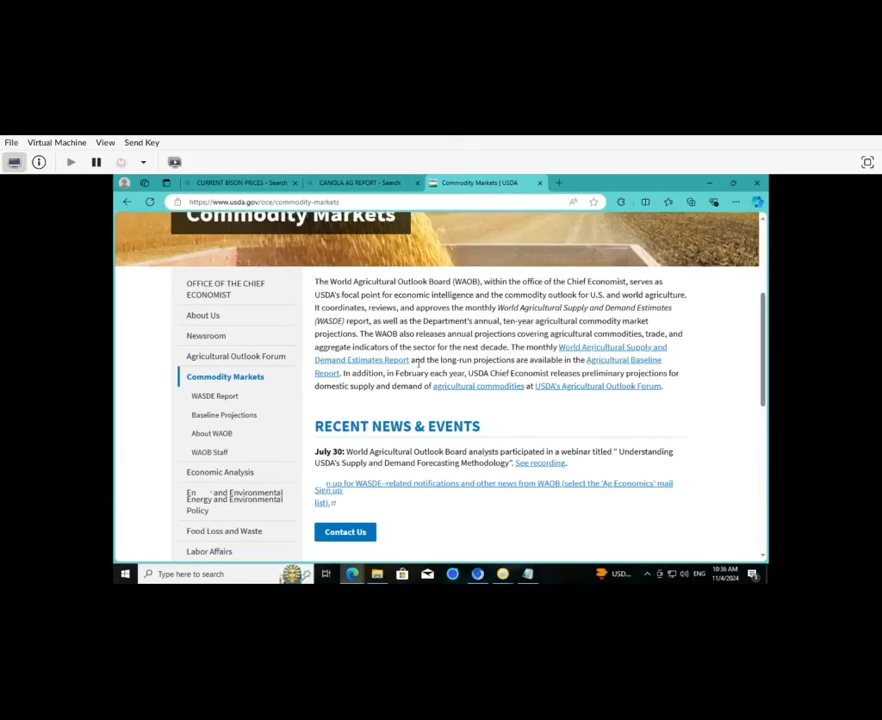 File Virtual Machine View Send Key
CURRENT BISON PRICES - Search
CANOLA AG REPORT - Search
Commodity Markets | USDA
https://www.usda.gov/oce/commodity-markets
Commodity Markets
OFFICE OF THE CHIEF
ECONOMIST
About Us
Newsroom
Agricultural Outlook Forum
Commodity Markets
WASDE Report
Baseline Projections
About WAOB
WAOB Staff
Economic Analysis
En and Environmental
Energy and Environmental
Policy
Food Loss and Waste
Labor Affairs
The World Agricultural Outlook Board (WAOB), within the office of the Chief Economist, serves as
USDA's focal point for economic intelligence and the commodity outlook for U.S. and world agriculture.
It coordinates, reviews, and approves the monthly World Agricultural Supply and Demand Estimates
(WASDE) report, as well as the Department's annual, ten-year agricultural commodity market
projections. The WAOB also releases annual projections covering agricultural commodities, trade, and
aggregate indicators of the sector for the next decade. The monthly World Agricultural Supply and
Demand Estimates Report and the long-run projections are available in the Agricultural Baseline
Report. In addition, in February each year, USDA Chief Economist releases preliminary projections for
domestic supply and demand of agricultural commodities at USDA's Agricultural Outlook Forum.
RECENT NEWS & EVENTS
July 30: World Agricultural Outlook Board analysts participated in a webinar titled " Understanding
USDA's Supply and Demand Forecasting Methodology". See recording.
n up for WASDE-related notifications and other news from WAOB (select the 'Ag Economics' mail
Sign up
list).
Contact Us
Type here to search
USD...
ENG
10:36 AM
11/4/2024